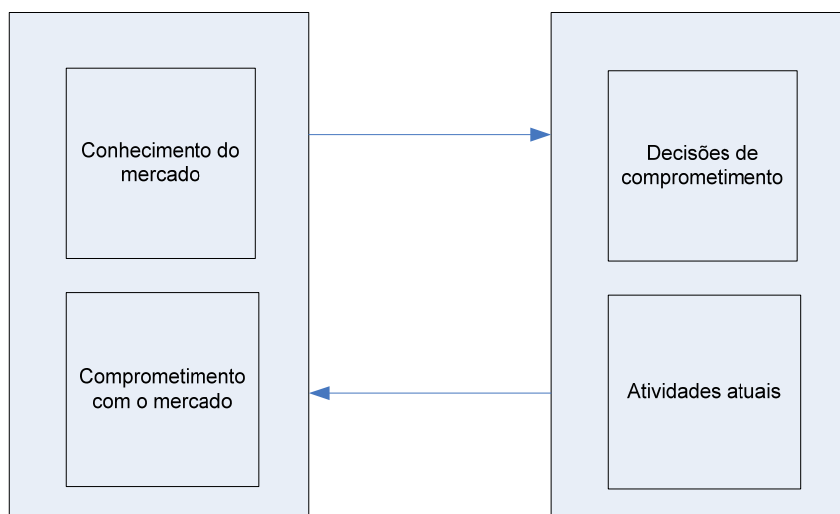 Conhecimento do
mercado
Decisões de
comprometimento
Comprometimento
com o mercado
Atividades atuais